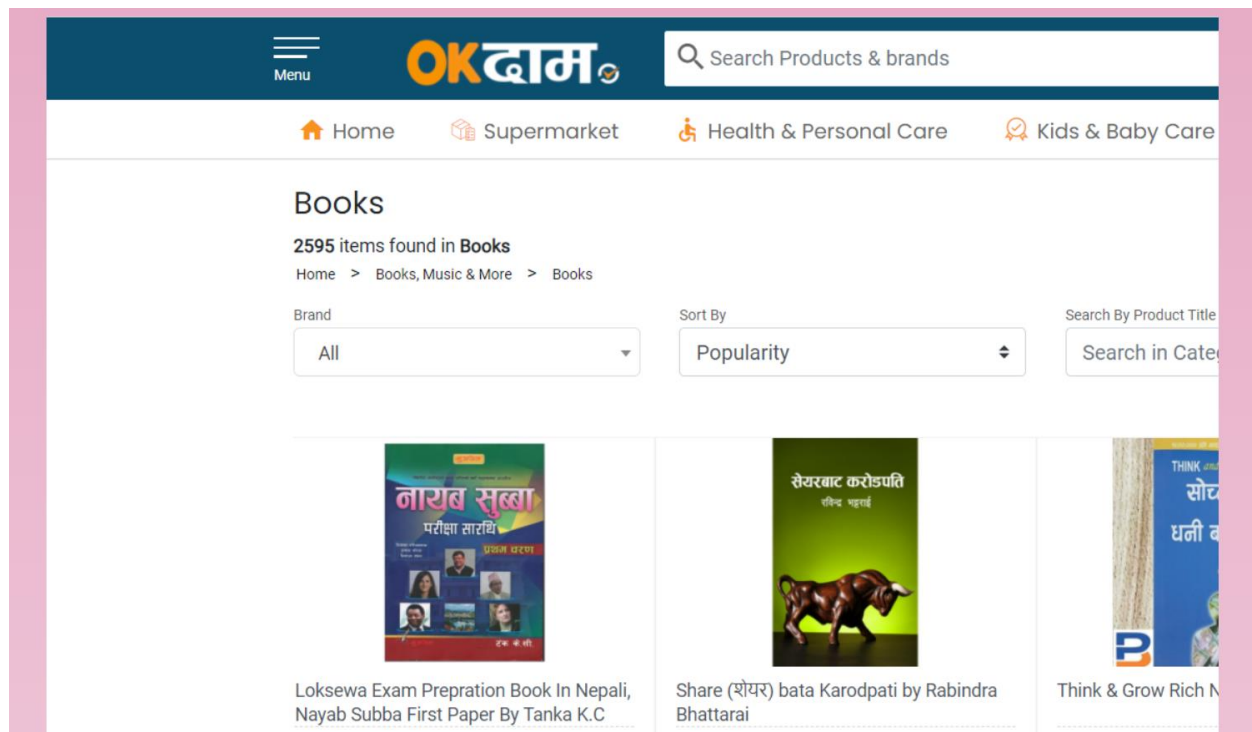 Menu
OKदाम
Search Products & brands
Home
Supermarket
Health & Personal Care
Kids & Baby Care
Books
2595 items found in Books
Home > Books, Music & More > Books
Brand
Sort By
Search By Product Title
All
Popularity
Search in Cate
नायब सुब्बा
परीक्षा सारथि
प्रथम चरण
टंक के.सी.
सेयरबाट करोडपति
रविन्द्र भट्टराई
THINK
सोच
धनी ब
Loksewa Exam Prepration Book In Nepali,
Nayab Subba First Paper By Tanka K.C
Share (शेयर) bata Karodpati by Rabindra
Bhattarai
Think & Grow Rich N